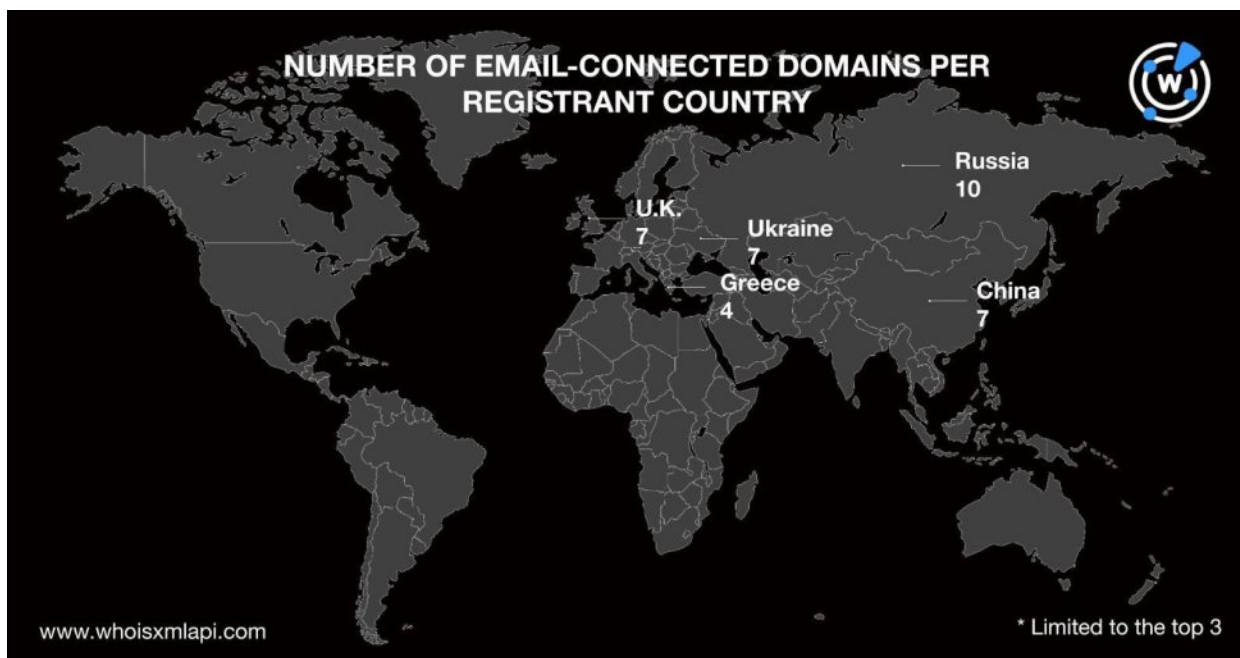 NUMBER OF EMAIL-CONNECTED DOMAINS PER
REGISTRANT COUNTRY
W
Russia
10
U.K.
7
Ukraine
7
Greece
4
China
7
www.whoisxmlapi.com
* Limited to the top 3